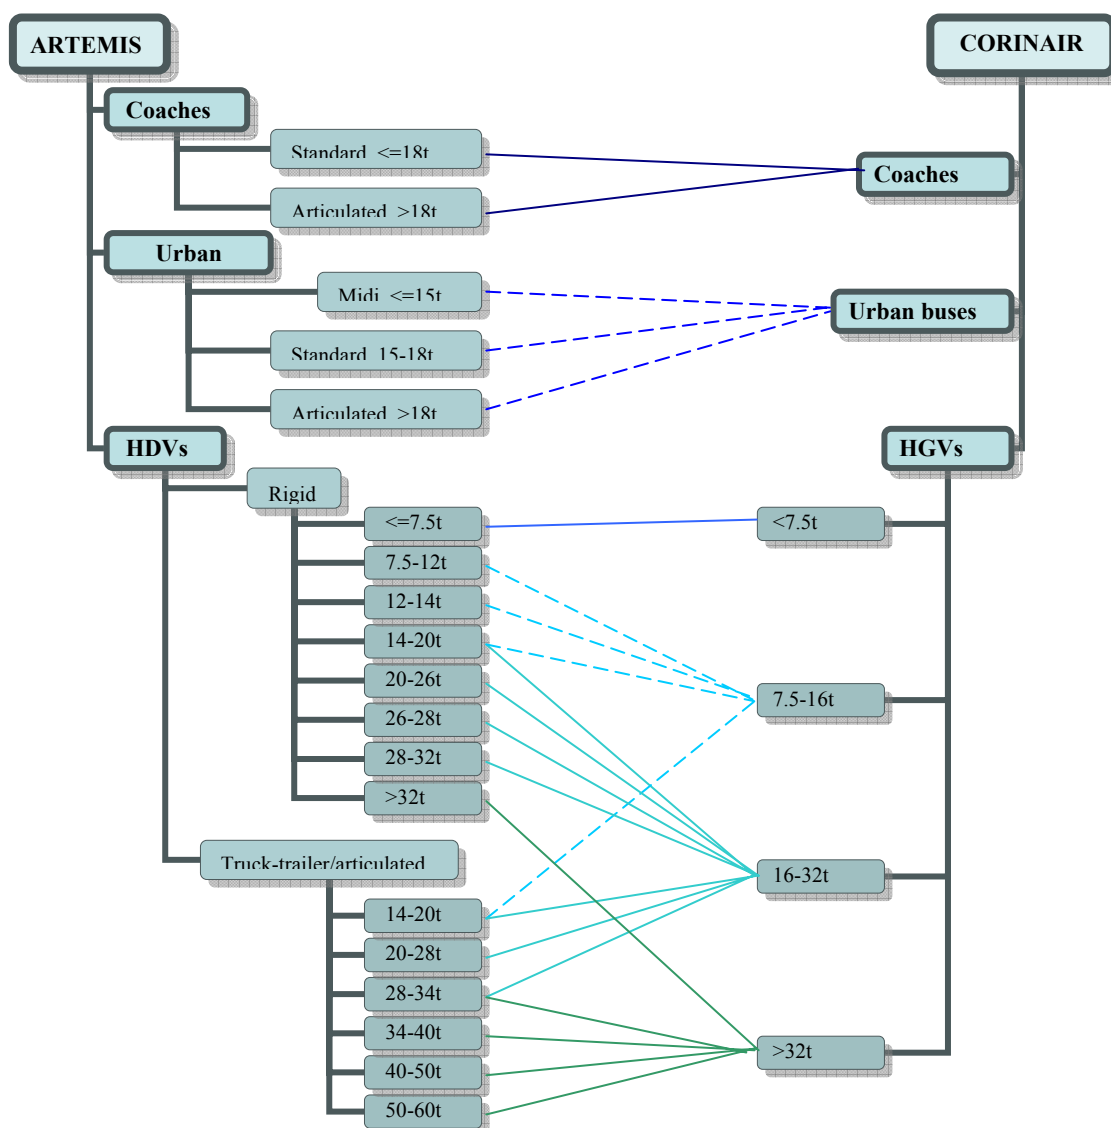 ARTEMIS
CORINAIR
Coaches
Standard <=18t
Coaches
Articulated >18t
Urban
Midi <=15t
Urban buses
Standard 15-18t
Articulated >18t
HDVs
HGVs
Rigid
<=7.5t
<7.5t
7.5-12t
12-14t
14-20t
20-26t
7.5-16t
26-28t
28-32t
>32t
Truck-trailer/articulated
16-32t
14-20t
20-28t
28-34t
34-40t
>32t
40-50t
50-60t